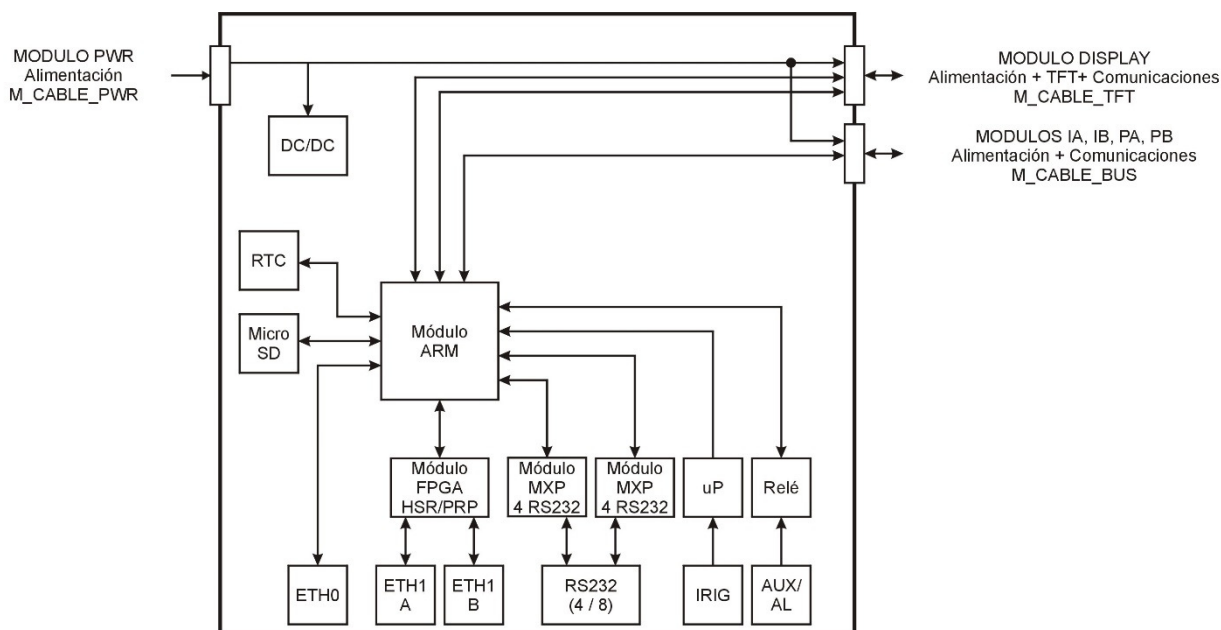 MODULO PWR
Alimentación
M_CABLE_PWR
MODULO DISPLAY
Alimentación + TFT+ Comunicaciones
M_CABLE_TFT
DC/DC
MODULOS IA, IB, PA, PB
Alimentación + Comunicaciones
M_CABLE_BUS
RTC
Micro
SD
Módulo
ARM
Módulo
FPGA
HSR/PRP
Módulo
MXP
4 RS232
Módulo
MXP
4 RS232
uP
Relé
ETH0
ETH1
A
ETH1
B
RS232
(4 / 8)
IRIG
AUX/
AL